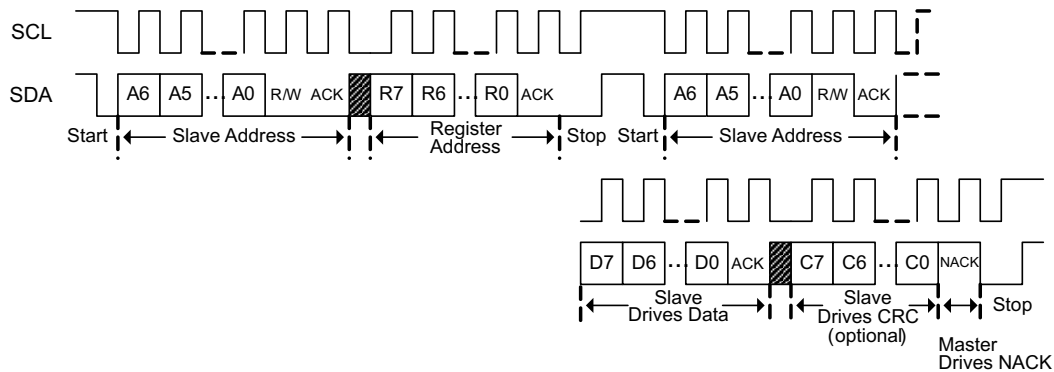 SCL
SDA
A6 A5 ... A0 R/W ACK R7 R6 ... R0 ACK A6 A5 ... A0 R/W ACK
Start Slave Address Register Address Stop Start Slave Address
D7 D6 ... D0 ACK C7 C6 ... C0 NACK
Slave Drives Data
Slave Drives CRC (optional)
Stop
Master Drives NACK